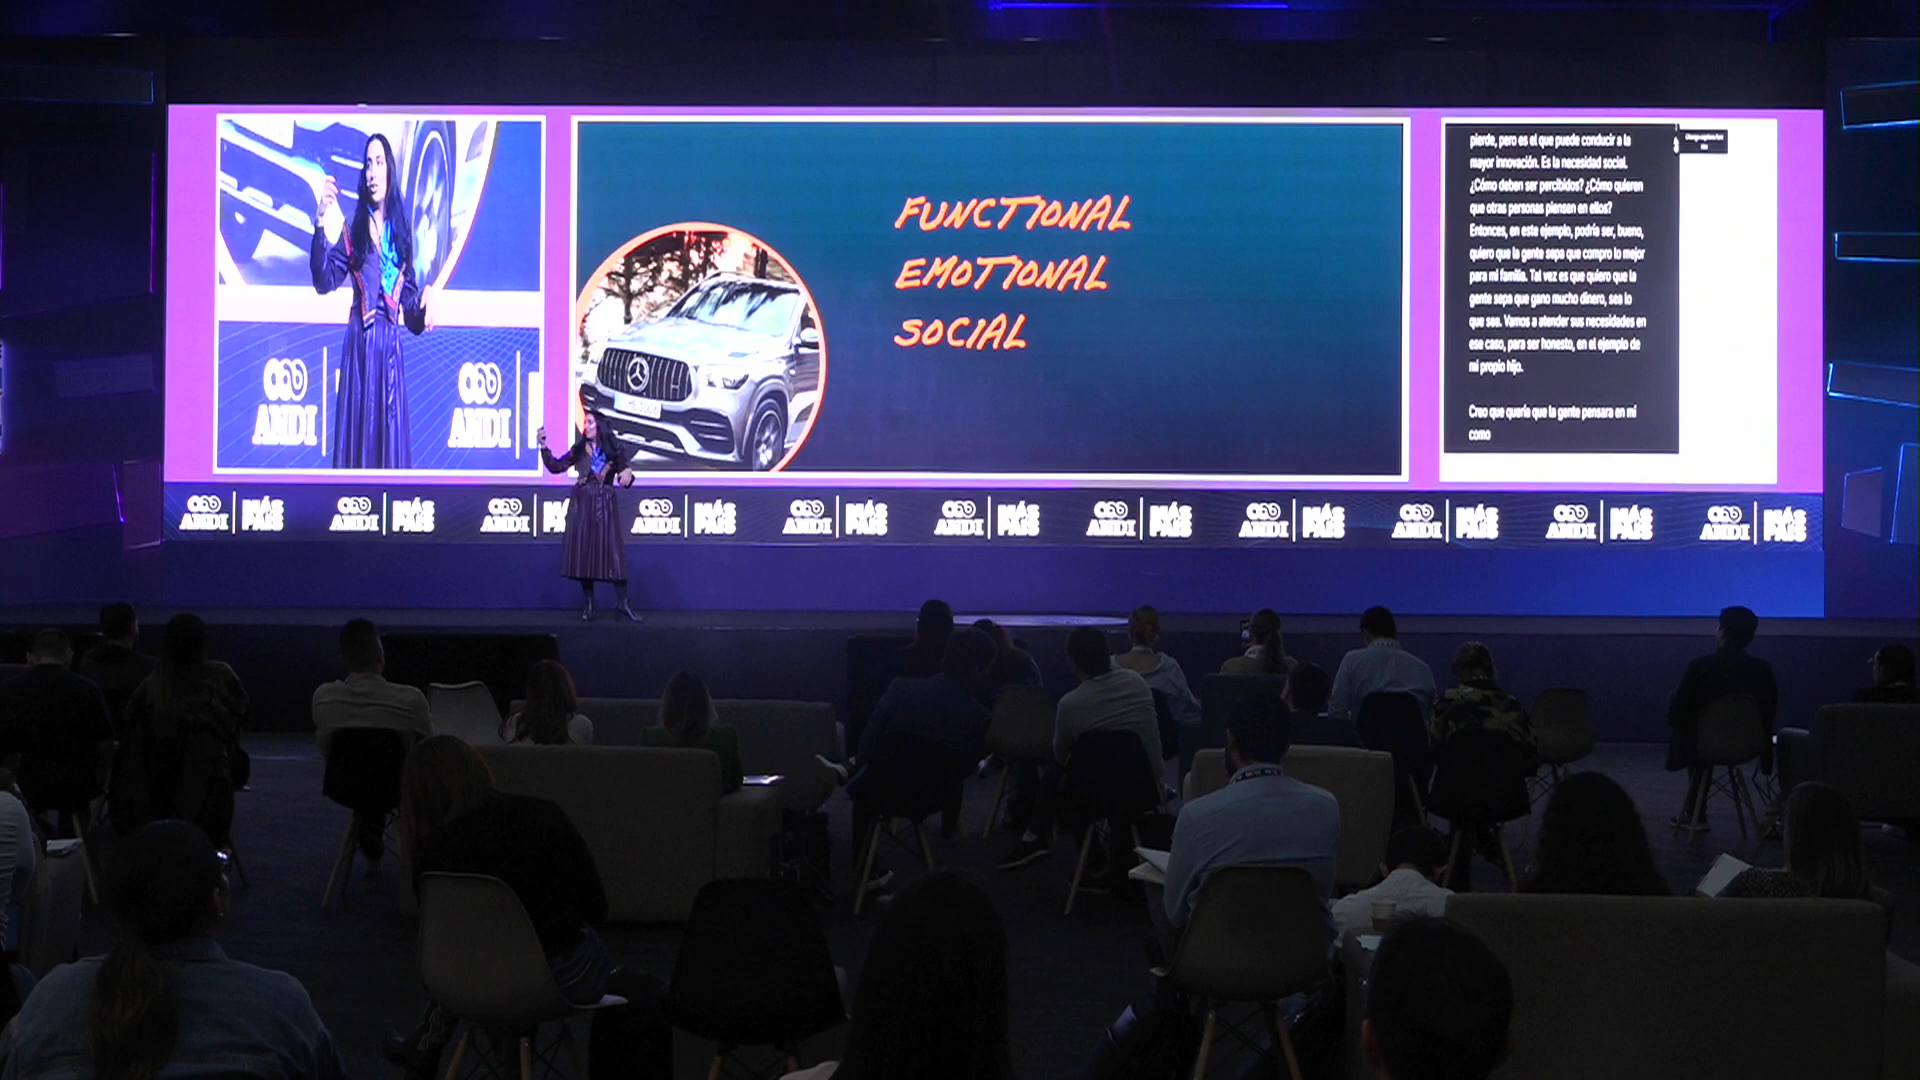 ANDI
ANDI
FUNCTIONAL
EMOTIONAL
SOCIAL
pierde, pero es el que puede conducir a la
mayor innovación. Es la necesidad social.
¿Cómo deben ser percibidos? ¿Cómo quieren
que otras personas piensen en ellos?
Entonces, en este ejemplo, podría ser, bueno,
quiero que la gente sepa que compro lo mejor
para mi familia. Tal vez es que quiero que la
gente sepa que gano mucho dinero, sea lo
que sea. Vamos a atender sus necesidades en
ese caso, para ser honesto, en el ejemplo de
mi propio hijo.
Creo que quería que la gente pensara en mí
como
ANDI MÁS PAÍS
ANDI MÁS PAÍS
ANDI
ANDI MÁS PAÍS
ANDI MÁS PAÍS
ANDI MÁS PAÍS
ANDI MÁS PAÍS
ANDI MÁS PAÍS
ANDI MÁS PAÍS
ANDI MÁS PAÍS
ANDI MÁS PAÍS